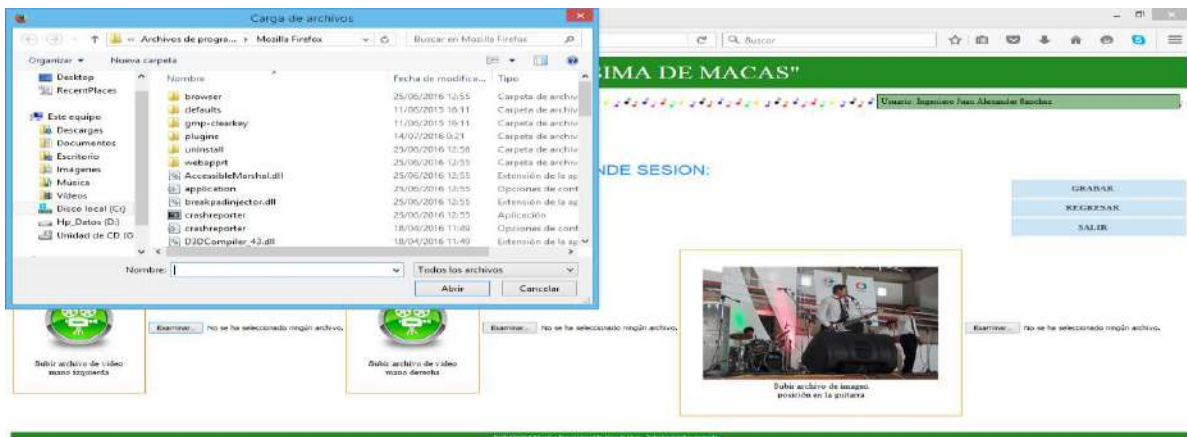 Carga de archivos
« Archivos de progra... ▸ Mozilla Firefox
Buscar en Mozilla Firefox
Organizar
Nueva carpeta
Desktop
RecentPlaces
Este equipo
Descargas
Documentos
Escritorio
Imágenes
Música
Vídeos
Disco local (C:)
Hp_Datos (D:)
Unidad de CD (G
Nombre Fecha de modifica... Tipo
browser 25/06/2016 12:55 Carpeta de archiv
defaults 11/06/2015 16:11 Carpeta de archiv
gmp-clearkey 11/06/2015 16:11 Carpeta de archiv
plugins 14/07/2016 0:21 Carpeta de archiv
uninstall 25/06/2016 12:56 Carpeta de archiv
webapprt 25/06/2016 12:55 Carpeta de archiv
AccessibleMarshal.dll 25/06/2016 12:55 Extensión de la ap
application 25/06/2016 12:55 Opciones de conf
breakpadinjector.dll 25/06/2016 12:55 Extensión de la ap
crashreporter 25/06/2016 12:55 Aplicación
crashreporter 18/04/2016 11:49 Opciones de conf
D3DCompiler_43.dll 18/04/2016 11:49 Extensión de la ap
Nombre:
Todos los archivos
Abrir
Cancelar
Buscar
SIMA DE MACAS"
Usuario: Ingeniero Juan Alexander Sanchez
NDE SESION:
GRABAR
REGRESAR
SALIR
Examinar... No se ha seleccionado ningún archivo.
Examinar... No se ha seleccionado ningún archivo.
Examinar... No se ha seleccionado ningún archivo.
Subir archivo de video
mano izquierda
Subir archivo de video
mano derecha
Subir archivo de imagen
posición en la guitarra